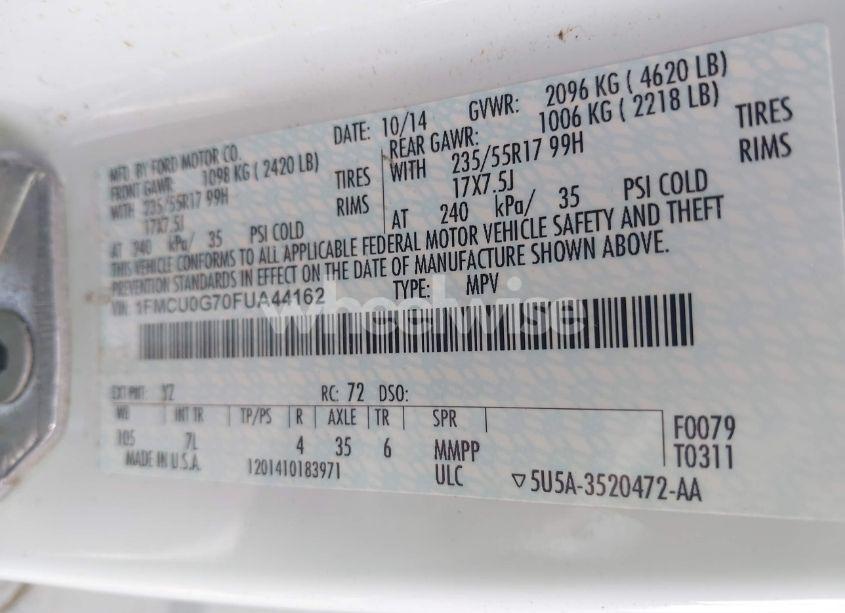 MFD. BY FORD MOTOR CO.
DATE: 10/14 GVWR: 2096 KG ( 4620 LB)
FRONT GAWR: 1098 KG ( 2420 LB)
REAR GAWR: 1006 KG ( 2218 LB)
WITH 235/55R17 99H TIRES
WITH 235/55R17 99H TIRES
17X7.5J RIMS
17X7.5J RIMS
AT 240 kPa/ 35 PSI COLD
AT 240 kPa/ 35 PSI COLD
THIS VEHICLE CONFORMS TO ALL APPLICABLE FEDERAL MOTOR VEHICLE SAFETY AND THEFT
PREVENTION STANDARDS IN EFFECT ON THE DATE OF MANUFACTURE SHOWN ABOVE.
VIN: 1FMCU0G70FUA44162 TYPE: MPV
wheelwise
EXT PNT: YZ RC: 72 DSO:
WB INT TR TP/PS R AXLE TR SPR
105 7L 4 35 6 MMPP
F0079
T0311
MADE IN U.S.A. 1201410183971 ULC ▽5U5A-3520472-AA